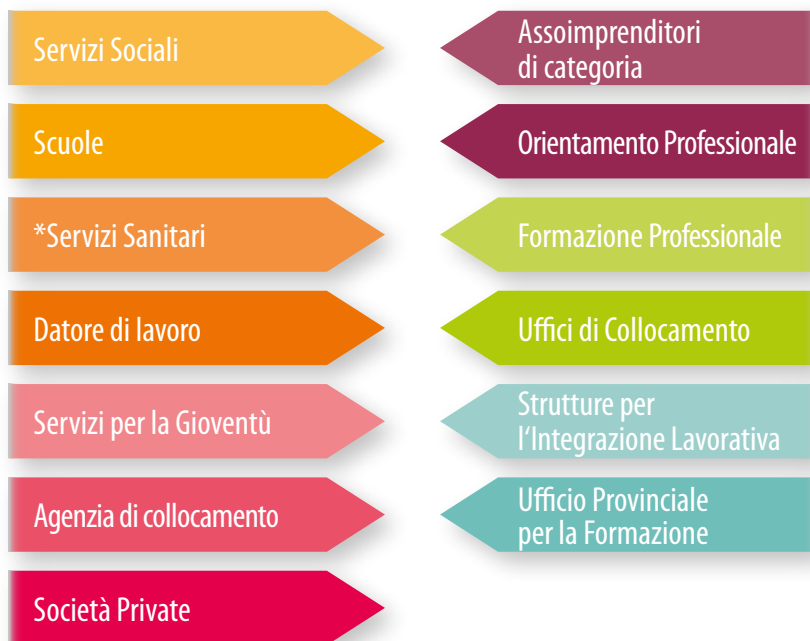 Servizi Sociali
Scuole
*Servizi Sanitari
Datore di lavoro
Servizi per la Gioventù
Agenzia di collocamento
Società Private
Assoimprenditori
di categoria
Orientamento Professionale
Formazione Professionale
Uffici di Collocamento
Strutture per
l‘Integrazione Lavorativa
Ufficio Provinciale
per la Formazione